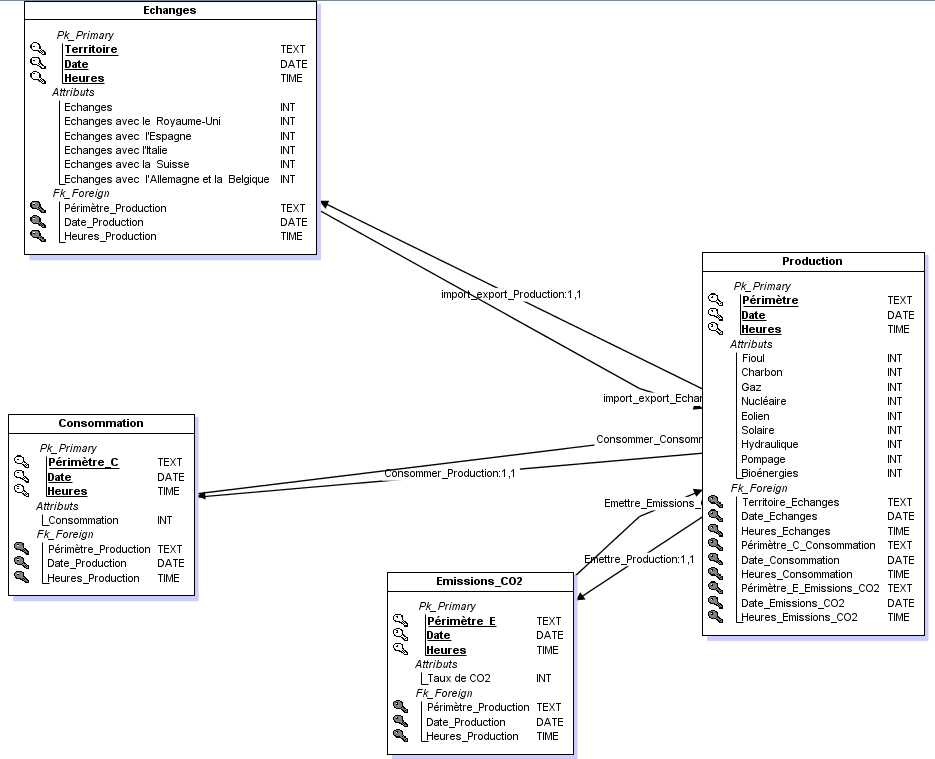 Echanges
Pk_Primary
Territoire TEXT
Date DATE
Heures TIME
Attributs
Echanges INT
Echanges avec le Royaume-Uni INT
Echanges avec l'Espagne INT
Echanges avec l'Italie INT
Echanges avec la Suisse INT
Echanges avec l'Allemagne et la Belgique INT
Fk_Foreign
Périmètre_Production TEXT
Date_Production DATE
Heures_Production TIME
import_export_Production:1,1
import_export_Echar
Consommer_Consomm
Consommer_Production:1,1
Emettre_Emissions_
Emettre_Production:1,1
Production
Pk_Primary
Périmètre TEXT
Date DATE
Heures TIME
Attributs
Fioul INT
Charbon INT
Gaz INT
Nucléaire INT
Eolien INT
Solaire INT
Hydraulique INT
Pompage INT
Bioénergies INT
Fk_Foreign
Territoire_Echanges TEXT
Date_Echanges DATE
Heures_Echanges TIME
Périmètre_C_Consommation TEXT
Date_Consommation DATE
Heures_Consommation TIME
Périmètre_E_Emissions_CO2 TEXT
Date_Emissions_CO2 DATE
Heures_Emissions_CO2 TIME
Consommation
Pk_Primary
Périmètre_C TEXT
Date DATE
Heures TIME
Attributs
Consommation INT
Fk_Foreign
Périmètre_Production TEXT
Date_Production DATE
Heures_Production TIME
Emissions_CO2
Pk_Primary
Périmètre_E TEXT
Date DATE
Heures TIME
Attributs
Taux de CO2 INT
Fk_Foreign
Périmètre_Production TEXT
Date_Production DATE
Heures_Production TIME